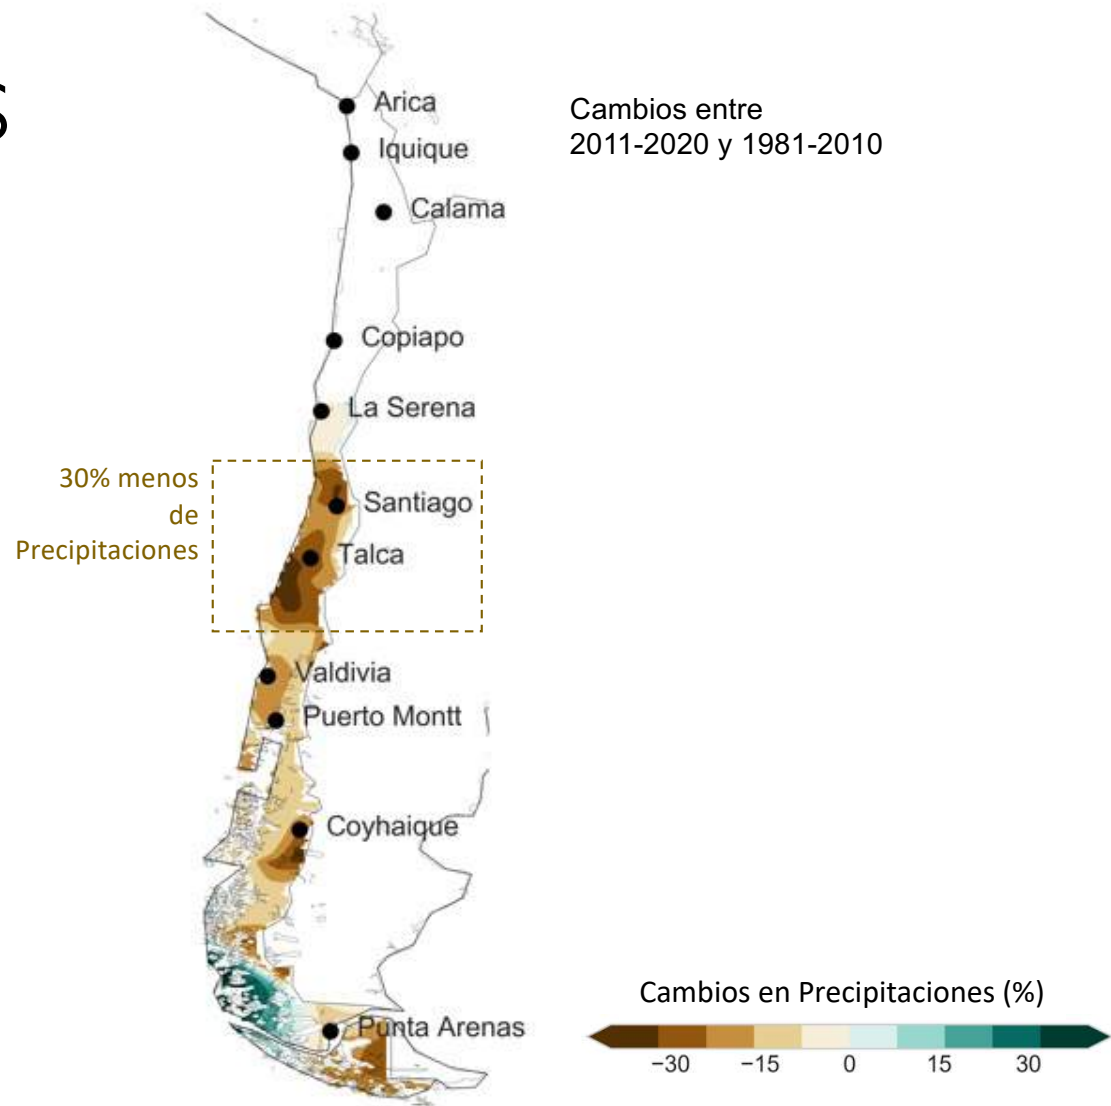 S
Arica
Cambios entre
2011-2020 y 1981-2010
Iquique
Calama
Copiapo
La Serena
30% menos
de
Precipitaciones
Santiago
Talca
Valdivia
Puerto Montt
Coyhaique
Punta Arenas
Cambios en Precipitaciones (%)
−30 −15 0 15 30